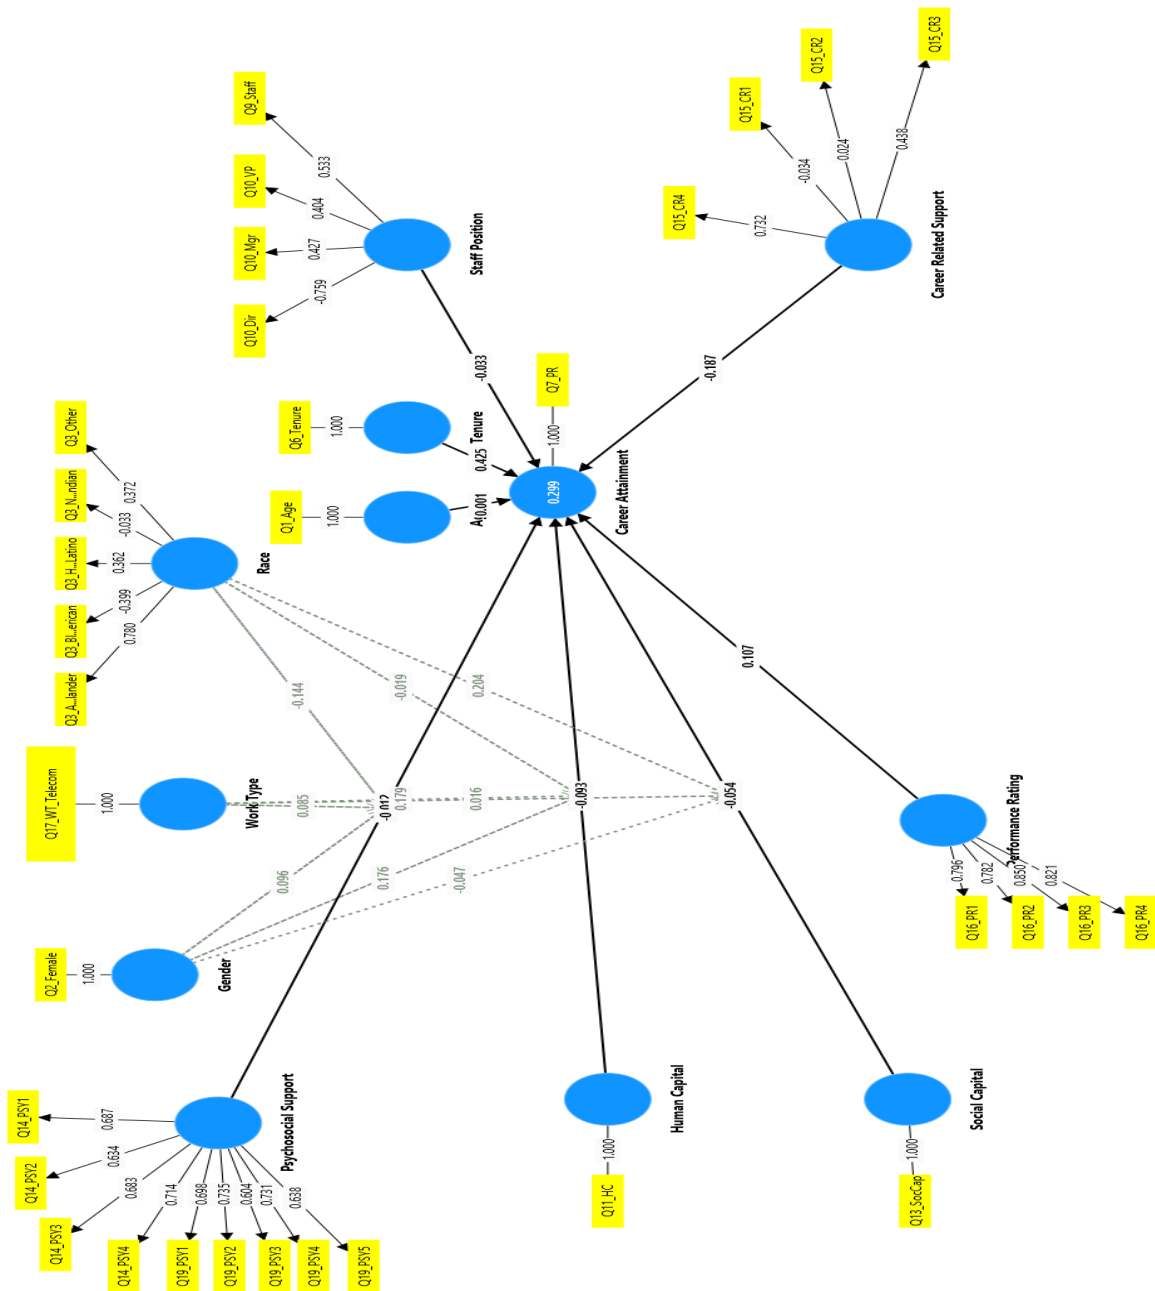 Q14_PSY1
Q14_PSY2
Q14_PSY3
Q14_PSY4
Q19_PSY1
Q19_PSY2
Q19_PSY3
Q19_PSY4
Q19_PSY5
0.687
0.634
0.683
0.714
0.698
0.735
0.604
0.731
0.638
Psychosocial Support
Q2_Female
1.000
Gender
0.096
0.176
-0.047
Q17_WT_Telecom
1.000
Work Type
0.085
0.179
0.016
Q3_A...lander
Q3_Bl...erican
Q3_H...Latino
Q3_N...ndian
Q3_Other
0.780
-0.399
0.362
-0.033
0.372
Race
-0.144
-0.019
0.204
Q1_Age
1.000
0.001
Q6_Tenure
1.000
Tenure
0.425
Q10_Dir
Q10_Mgr
Q10_VP
Q9_Staff
-0.759
0.427
0.404
0.533
Staff Position
-0.033
Q7_PR
1.000
0.299
Career Attainment
-0.012
-0.093
-0.054
0.107
-0.187
Q11_HC
1.000
Human Capital
Q13_SocCap
1.000
Social Capital
Performance Rating
0.796
0.782
0.850
0.821
Q16_PR1
Q16_PR2
Q16_PR3
Q16_PR4
Q15_CR4
Q15_CR1
Q15_CR2
Q15_CR3
0.732
-0.034
0.024
0.438
Career Related Support